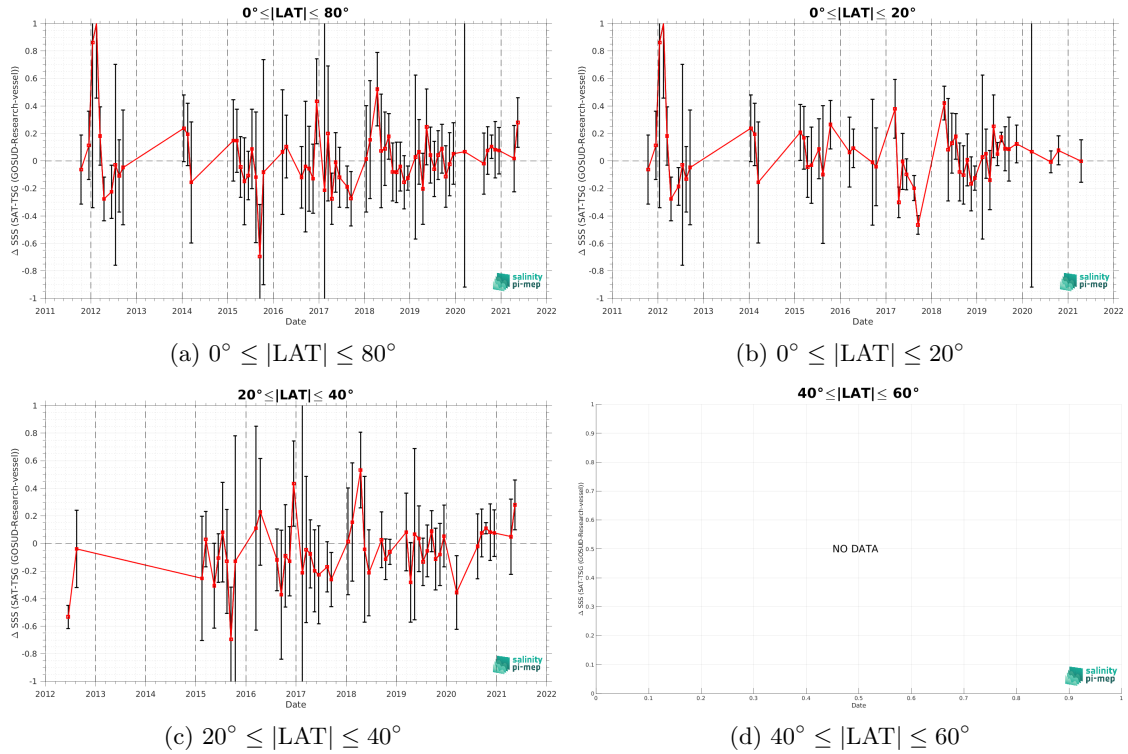 0°≤|LAT|≤ 80°
1
0.8
0.6
0.4
0.2
0
-0.2
-0.4
-0.6
-0.8
-1
Δ SSS (SAT-TSG (GOSUD-Research-vessel))
2011 2012 2013 2014 2015 2016 2017 2018 2019 2020 2021 2022
Date
salinity
pi-mep
(a) 0° ≤ |LAT| ≤ 80°
0°≤|LAT|≤ 20°
1
0.8
0.6
0.4
0.2
0
-0.2
-0.4
-0.6
-0.8
-1
Δ SSS (SAT-TSG (GOSUD-Research-vessel))
2011 2012 2013 2014 2015 2016 2017 2018 2019 2020 2021 2022
Date
salinity
pi-mep
(b) 0° ≤ |LAT| ≤ 20°
20°≤|LAT|≤ 40°
1
0.8
0.6
0.4
0.2
0
-0.2
-0.4
-0.6
-0.8
-1
Δ SSS (SAT-TSG (GOSUD-Research-vessel))
2012 2013 2014 2015 2016 2017 2018 2019 2020 2021 2022
Date
salinity
pi-mep
(c) 20° ≤ |LAT| ≤ 40°
40°≤|LAT|≤ 60°
1
0.9
0.8
0.7
0.6
0.5
0.4
0.3
0.2
0.1
0
Δ SSS (SAT-TSG (GOSUD-Research-vessel))
NO DATA
0 0.1 0.2 0.3 0.4 0.5 0.6 0.7 0.8 0.9 1
Date
salinity
pi-mep
(d) 40° ≤ |LAT| ≤ 60°